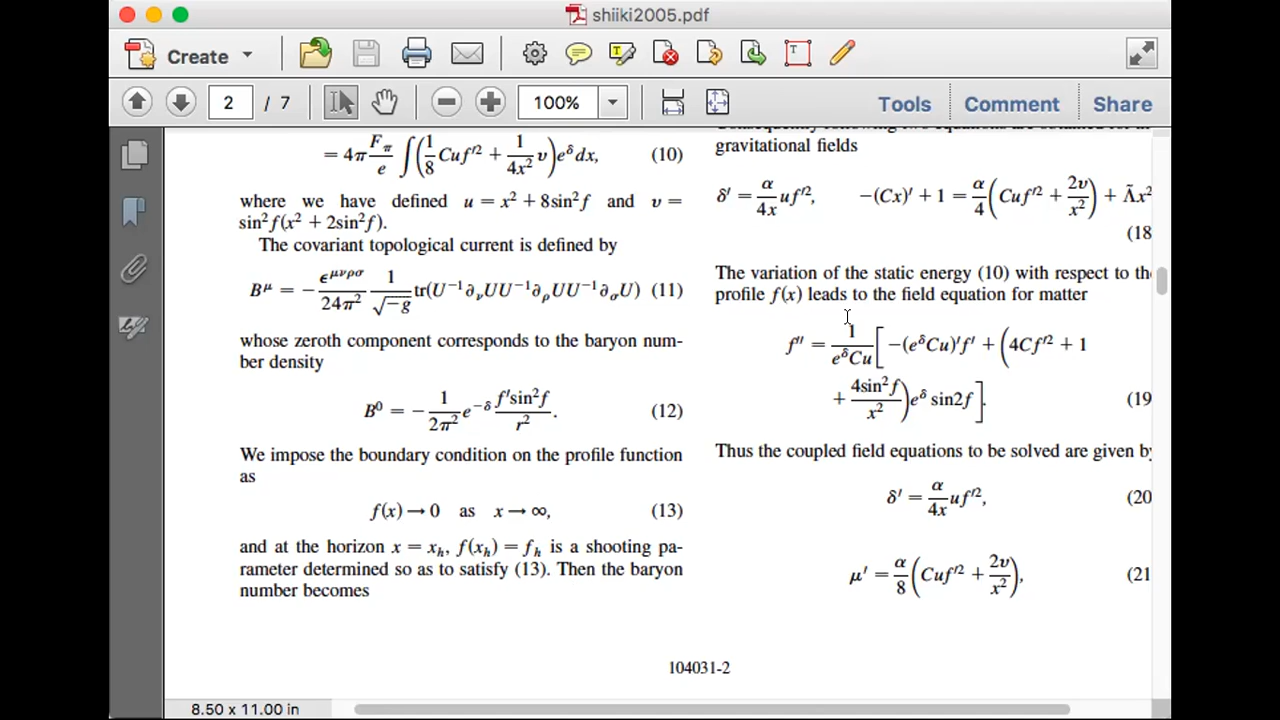 shiiki2005.pdf
Create
2 / 7
100%
Tools Comment Share
= 4π F_π/e ∫(1/8 Cuf′² + 1/4x² v)e^δ dx, (10)
where we have defined u = x² + 8sin²f and v =
sin²f(x² + 2sin²f).
The covariant topological current is defined by
B^μ = − ϵ^μνρσ/24π² 1/√−g tr(U⁻¹∂_νUU⁻¹∂_ρUU⁻¹∂_σU) (11)
whose zeroth component corresponds to the baryon num-
ber density
B⁰ = − 1/2π² e^−δ f′sin²f/r². (12)
We impose the boundary condition on the profile function
as
f(x) → 0 as x → ∞, (13)
and at the horizon x = x_h, f(x_h) = f_h is a shooting pa-
rameter determined so as to satisfy (13). Then the baryon
number becomes
gravitational fields
δ′ = α/4x uf′², −(Cx)′ + 1 = α/4(Cuf′² + 2v/x²) + Λ̃x²
(18
The variation of the static energy (10) with respect to th
profile f(x) leads to the field equation for matter
f″ = 1/e^δCu[−(e^δCu)′f′ + (4Cf′² + 1
+ 4sin²f/x²)e^δ sin2f]. (19
Thus the coupled field equations to be solved are given by
δ′ = α/4x uf′², (20
μ′ = α/8(Cuf′² + 2v/x²), (21
104031-2
8.50 x 11.00 in